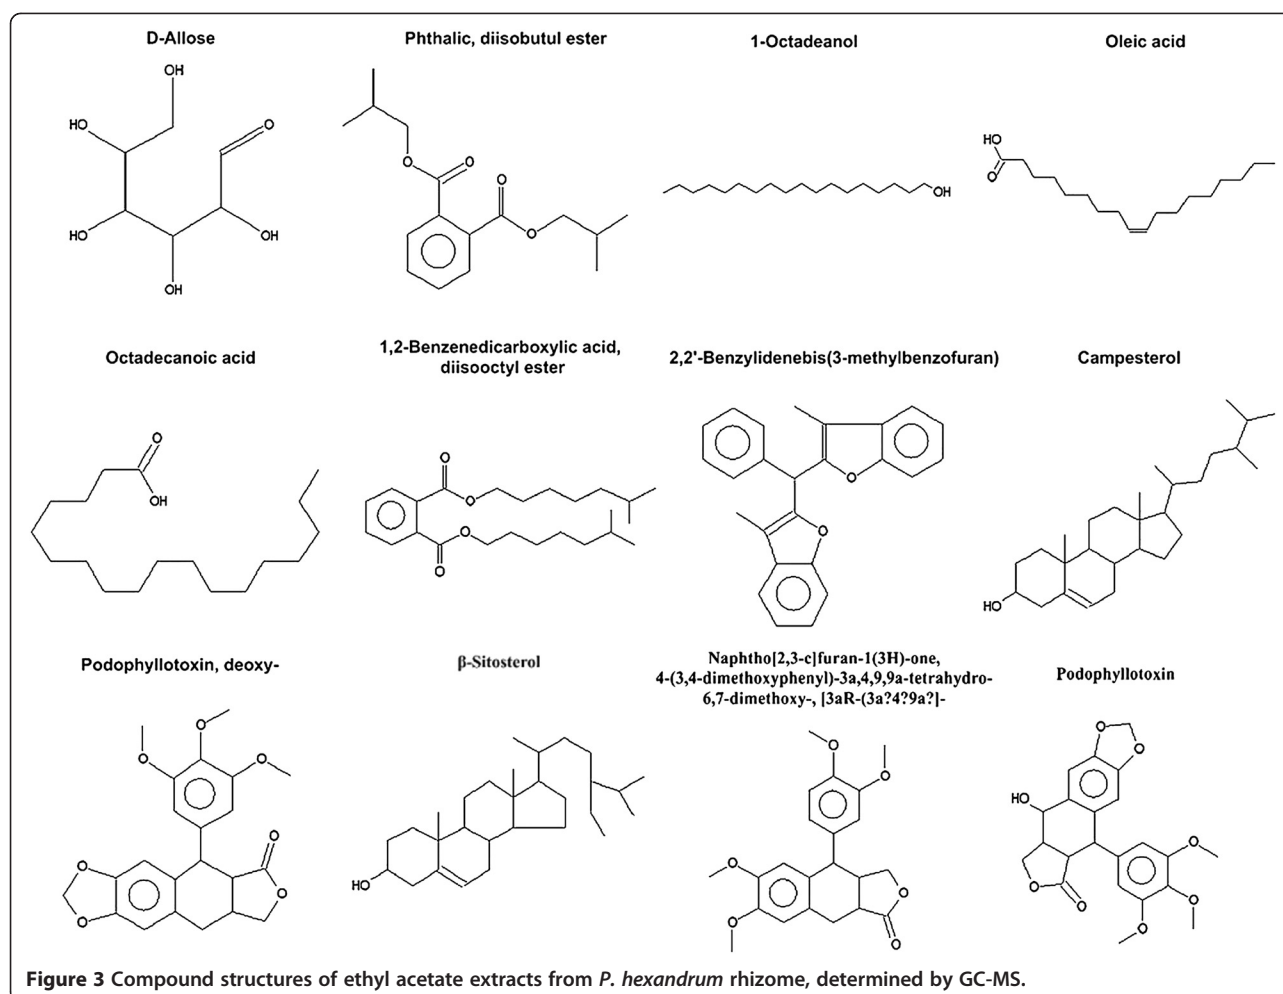 D-Allose
Phthalic, diisobutul ester
1-Octadeanol
Oleic acid
OH
HO
O
HO
OH
OH
O
O
O
O
OH
HO
O
Octadecanoic acid
1,2-Benzenedicarboxylic acid,
diisooctyl ester
2,2'-Benzylidenebis(3-methylbenzofuran)
Campesterol
O
OH
O
O
O
O
O
O
HO
Podophyllotoxin, deoxy-
β-Sitosterol
Naphtho[2,3-c]furan-1(3H)-one,
4-(3,4-dimethoxyphenyl)-3a,4,9,9a-tetrahydro-
6,7-dimethoxy-, [3aR-(3a?4?9a?]-
Podophyllotoxin
O
O
O
O
O
O
O
HO
O
O
O
O
O
O
O
O
HO
O
O
O
O
O
Figure 3 Compound structures of ethyl acetate extracts from P. hexandrum rhizome, determined by GC-MS.